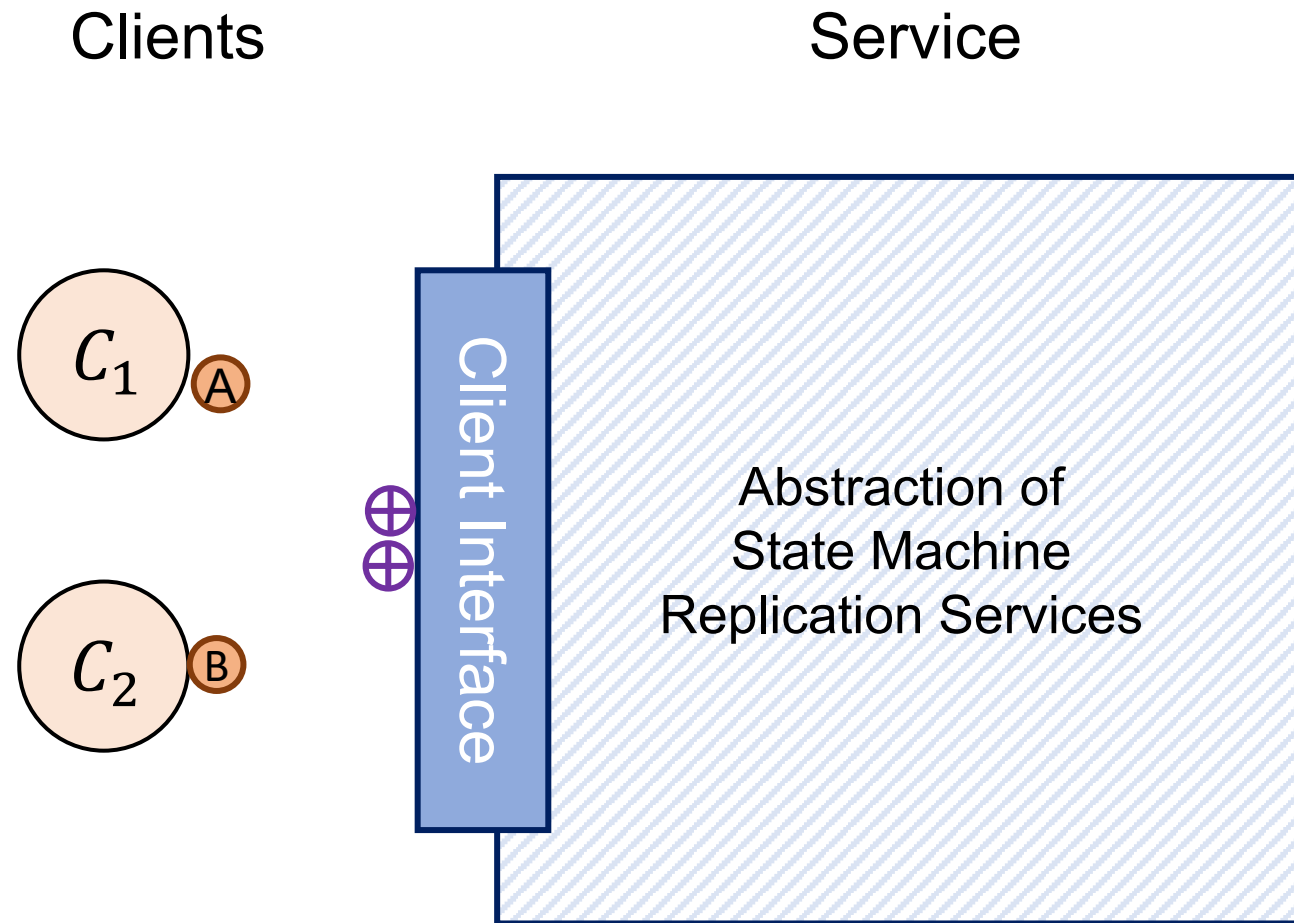 Clients
Service
C₁
A
Client Interface
Abstraction of
State Machine
Replication Services
C₂
B